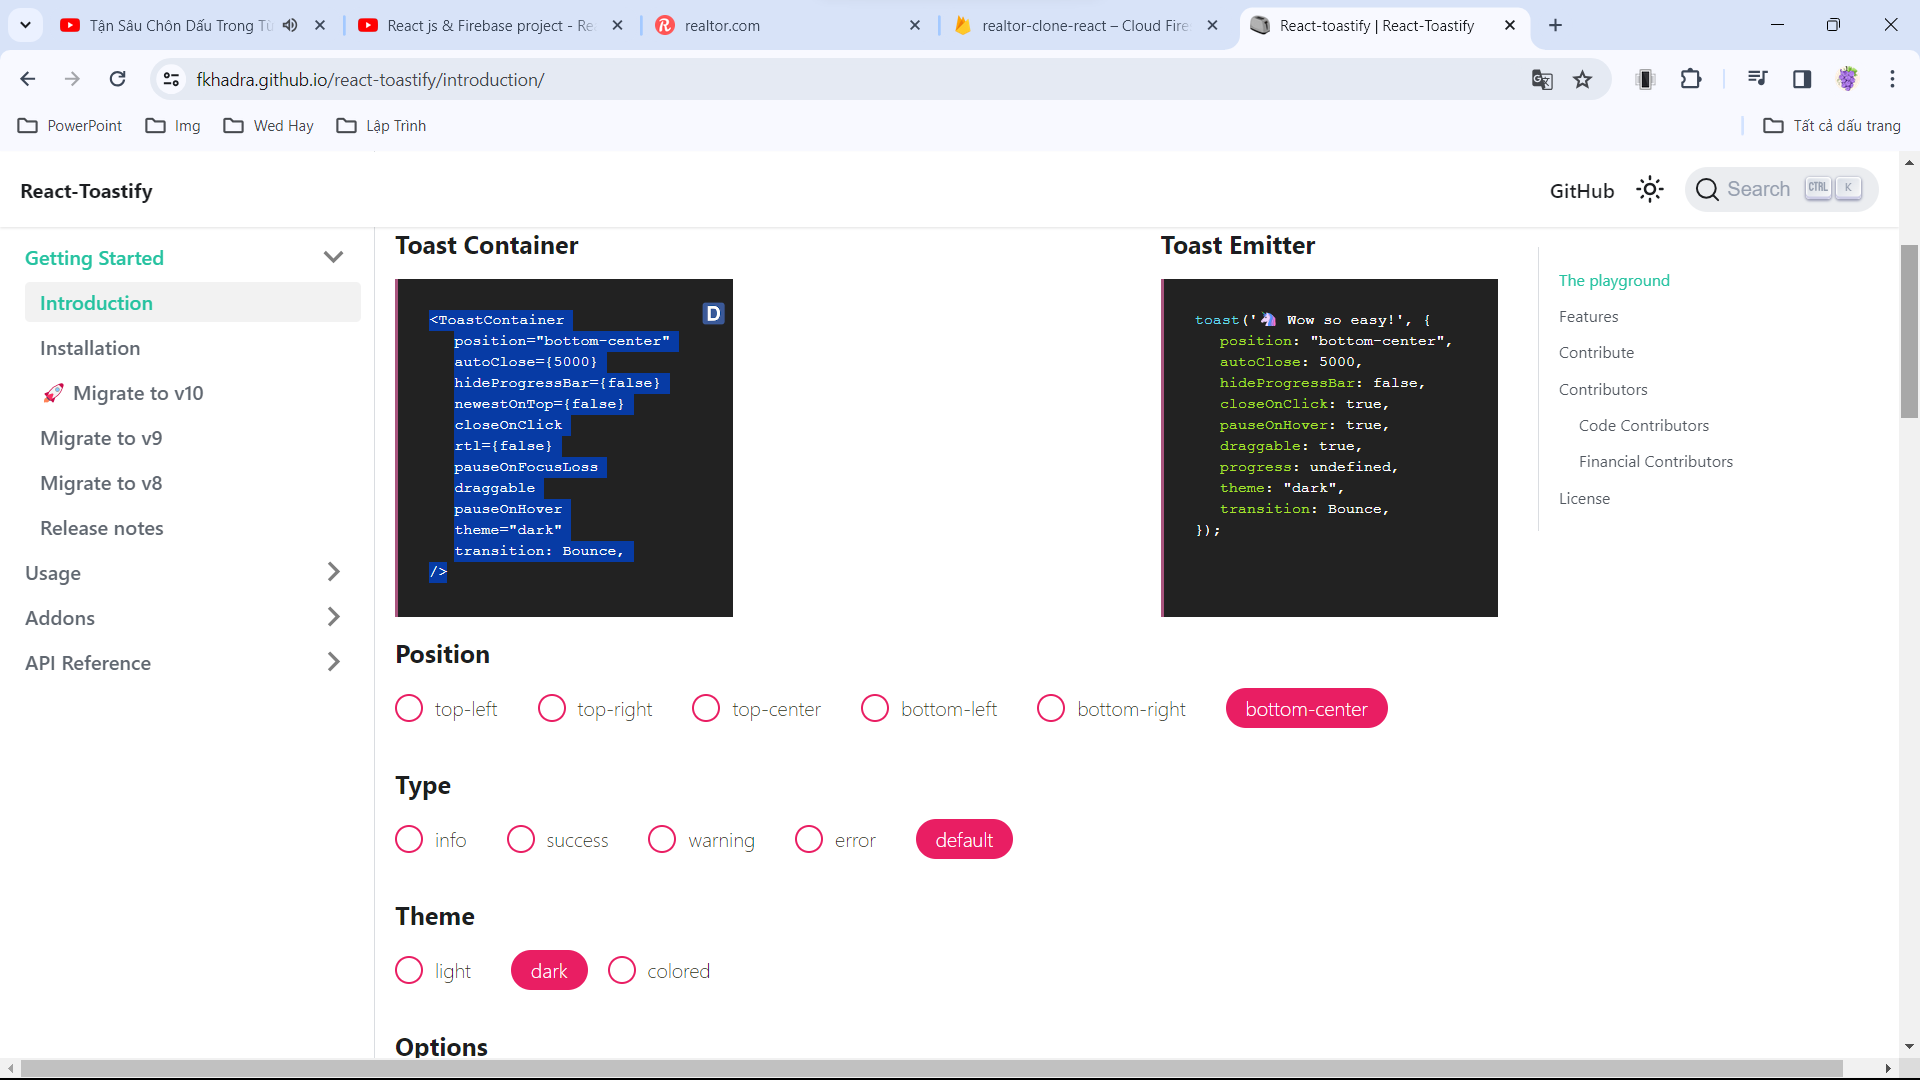 Tận Sâu Chôn Dấu Trong Từ
React js & Firebase project - Re
realtor.com
realtor-clone-react – Cloud Fire
React-toastify | React-Toastify
fkhadra.github.io/react-toastify/introduction/
PowerPoint
Img
Wed Hay
Lập Trình
Tất cả dấu trang
React-Toastify
GitHub
Search
CTRL
K
Getting Started
Introduction
Installation
🚀 Migrate to v10
Migrate to v9
Migrate to v8
Release notes
Usage
Addons
API Reference
Toast Container
D
<ToastContainer
position="bottom-center"
autoClose={5000}
hideProgressBar={false}
newestOnTop={false}
closeOnClick
rtl={false}
pauseOnFocusLoss
draggable
pauseOnHover
theme="dark"
transition: Bounce,
/>
Toast Emitter
toast('🦄 Wow so easy!', {
position: "bottom-center",
autoClose: 5000,
hideProgressBar: false,
closeOnClick: true,
pauseOnHover: true,
draggable: true,
progress: undefined,
theme: "dark",
transition: Bounce,
});
Position
top-left
top-right
top-center
bottom-left
bottom-right
bottom-center
Type
info
success
warning
error
default
Theme
light
dark
colored
Options
The playground
Features
Contribute
Contributors
Code Contributors
Financial Contributors
License